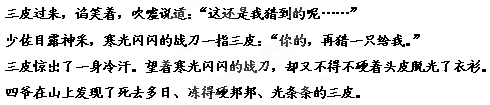 三皮过来，谄笑着，吹嘘说道：“这还是我猎到的呢……”
少佐目露神采，寒光闪闪的战刀一指三皮：“你的，再猎一只给我。”
三皮惊出了一身冷汗。望着寒光闪闪的战刀，却又不得不硬着头皮脱光了衣衫。
四爷在山上发现了死去多日、冻得硬邦邦、光条条的三皮。